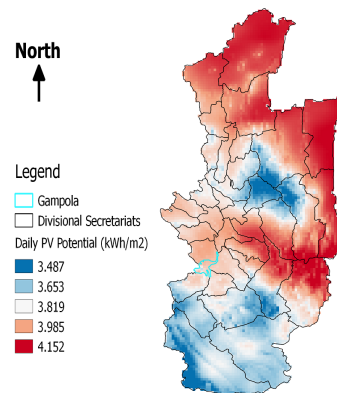 North
Legend
Gampola
Divisional Secretariats
Daily PV Potential (kWh/m2)
3.487
3.653
3.819
3.985
4.152